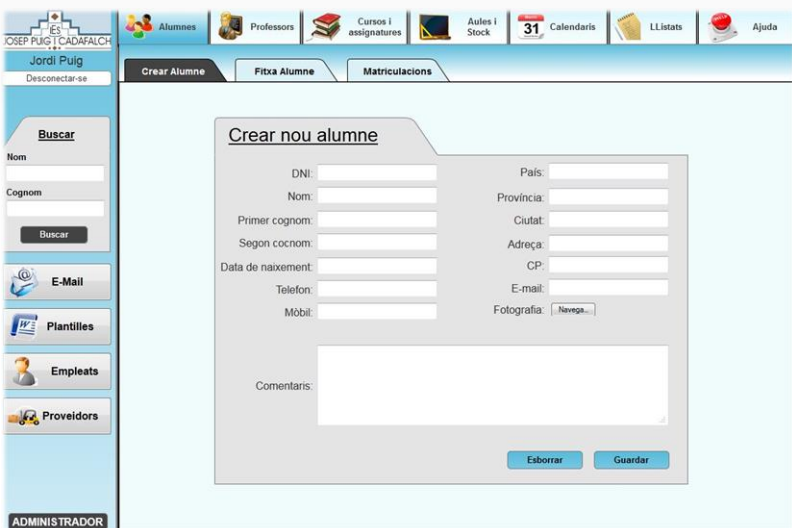 IES
JOSEP PUIG I CADAFALCH
Jordi Puig
Desconectar-se
Alumnes
Professors
Cursos i
assignatures
Aules i
Stock
31
Calendaris
LListats
Ajuda
Crear Alumne
Fitxa Alumne
Matriculacions
Buscar
Nom
Cognom
Buscar
E-Mail
Plantilles
Empleats
Proveidors
ADMINISTRADOR
Crear nou alumne
DNI:
Nom:
Primer cognom:
Segon cocnom:
Data de naixement:
Telefon:
Mòbil:
País:
Província:
Ciutat:
Adreça:
CP:
E-mail:
Fotografia: Navega...
Comentaris:
Esborrar
Guardar